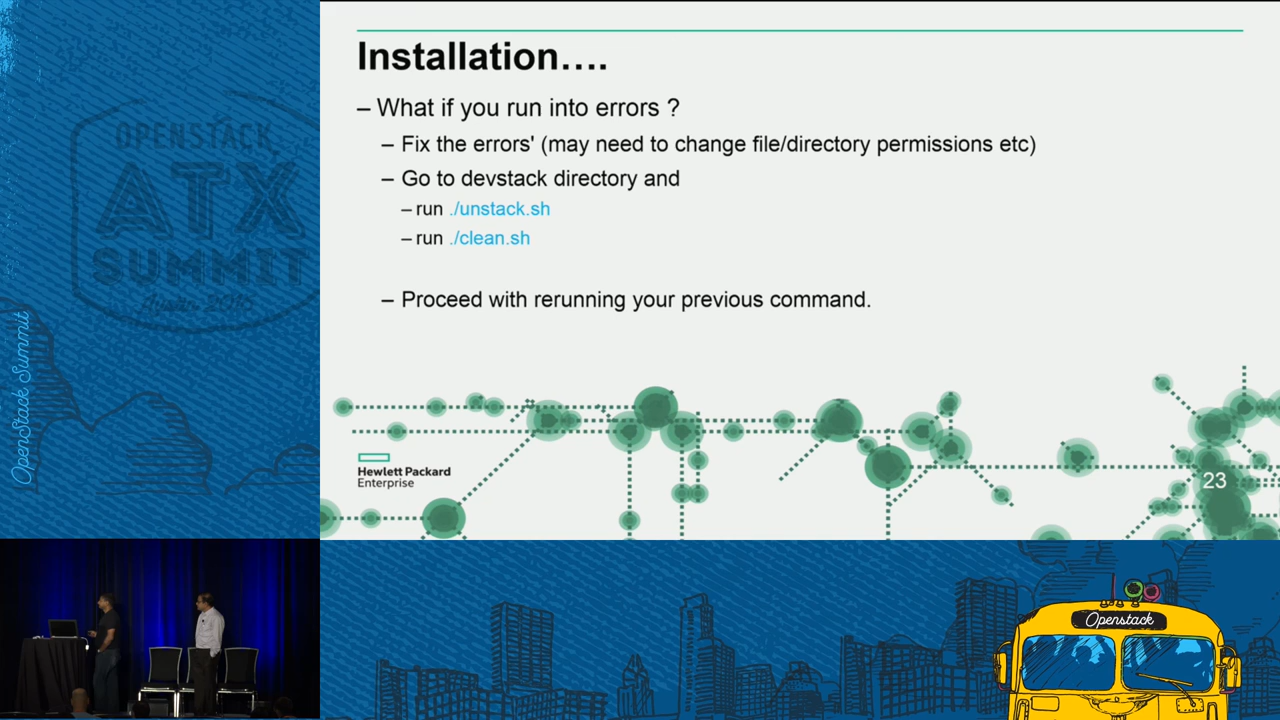 OPENSTACK
ATX
SUMMIT
Austin 2016
OpenStack Summit
Installation....
– What if you run into errors ?
– Fix the errors' (may need to change file/directory permissions etc)
– Go to devstack directory and
– run ./unstack.sh
– run ./clean.sh
– Proceed with rerunning your previous command.
Hewlett Packard
Enterprise
23
Openstack